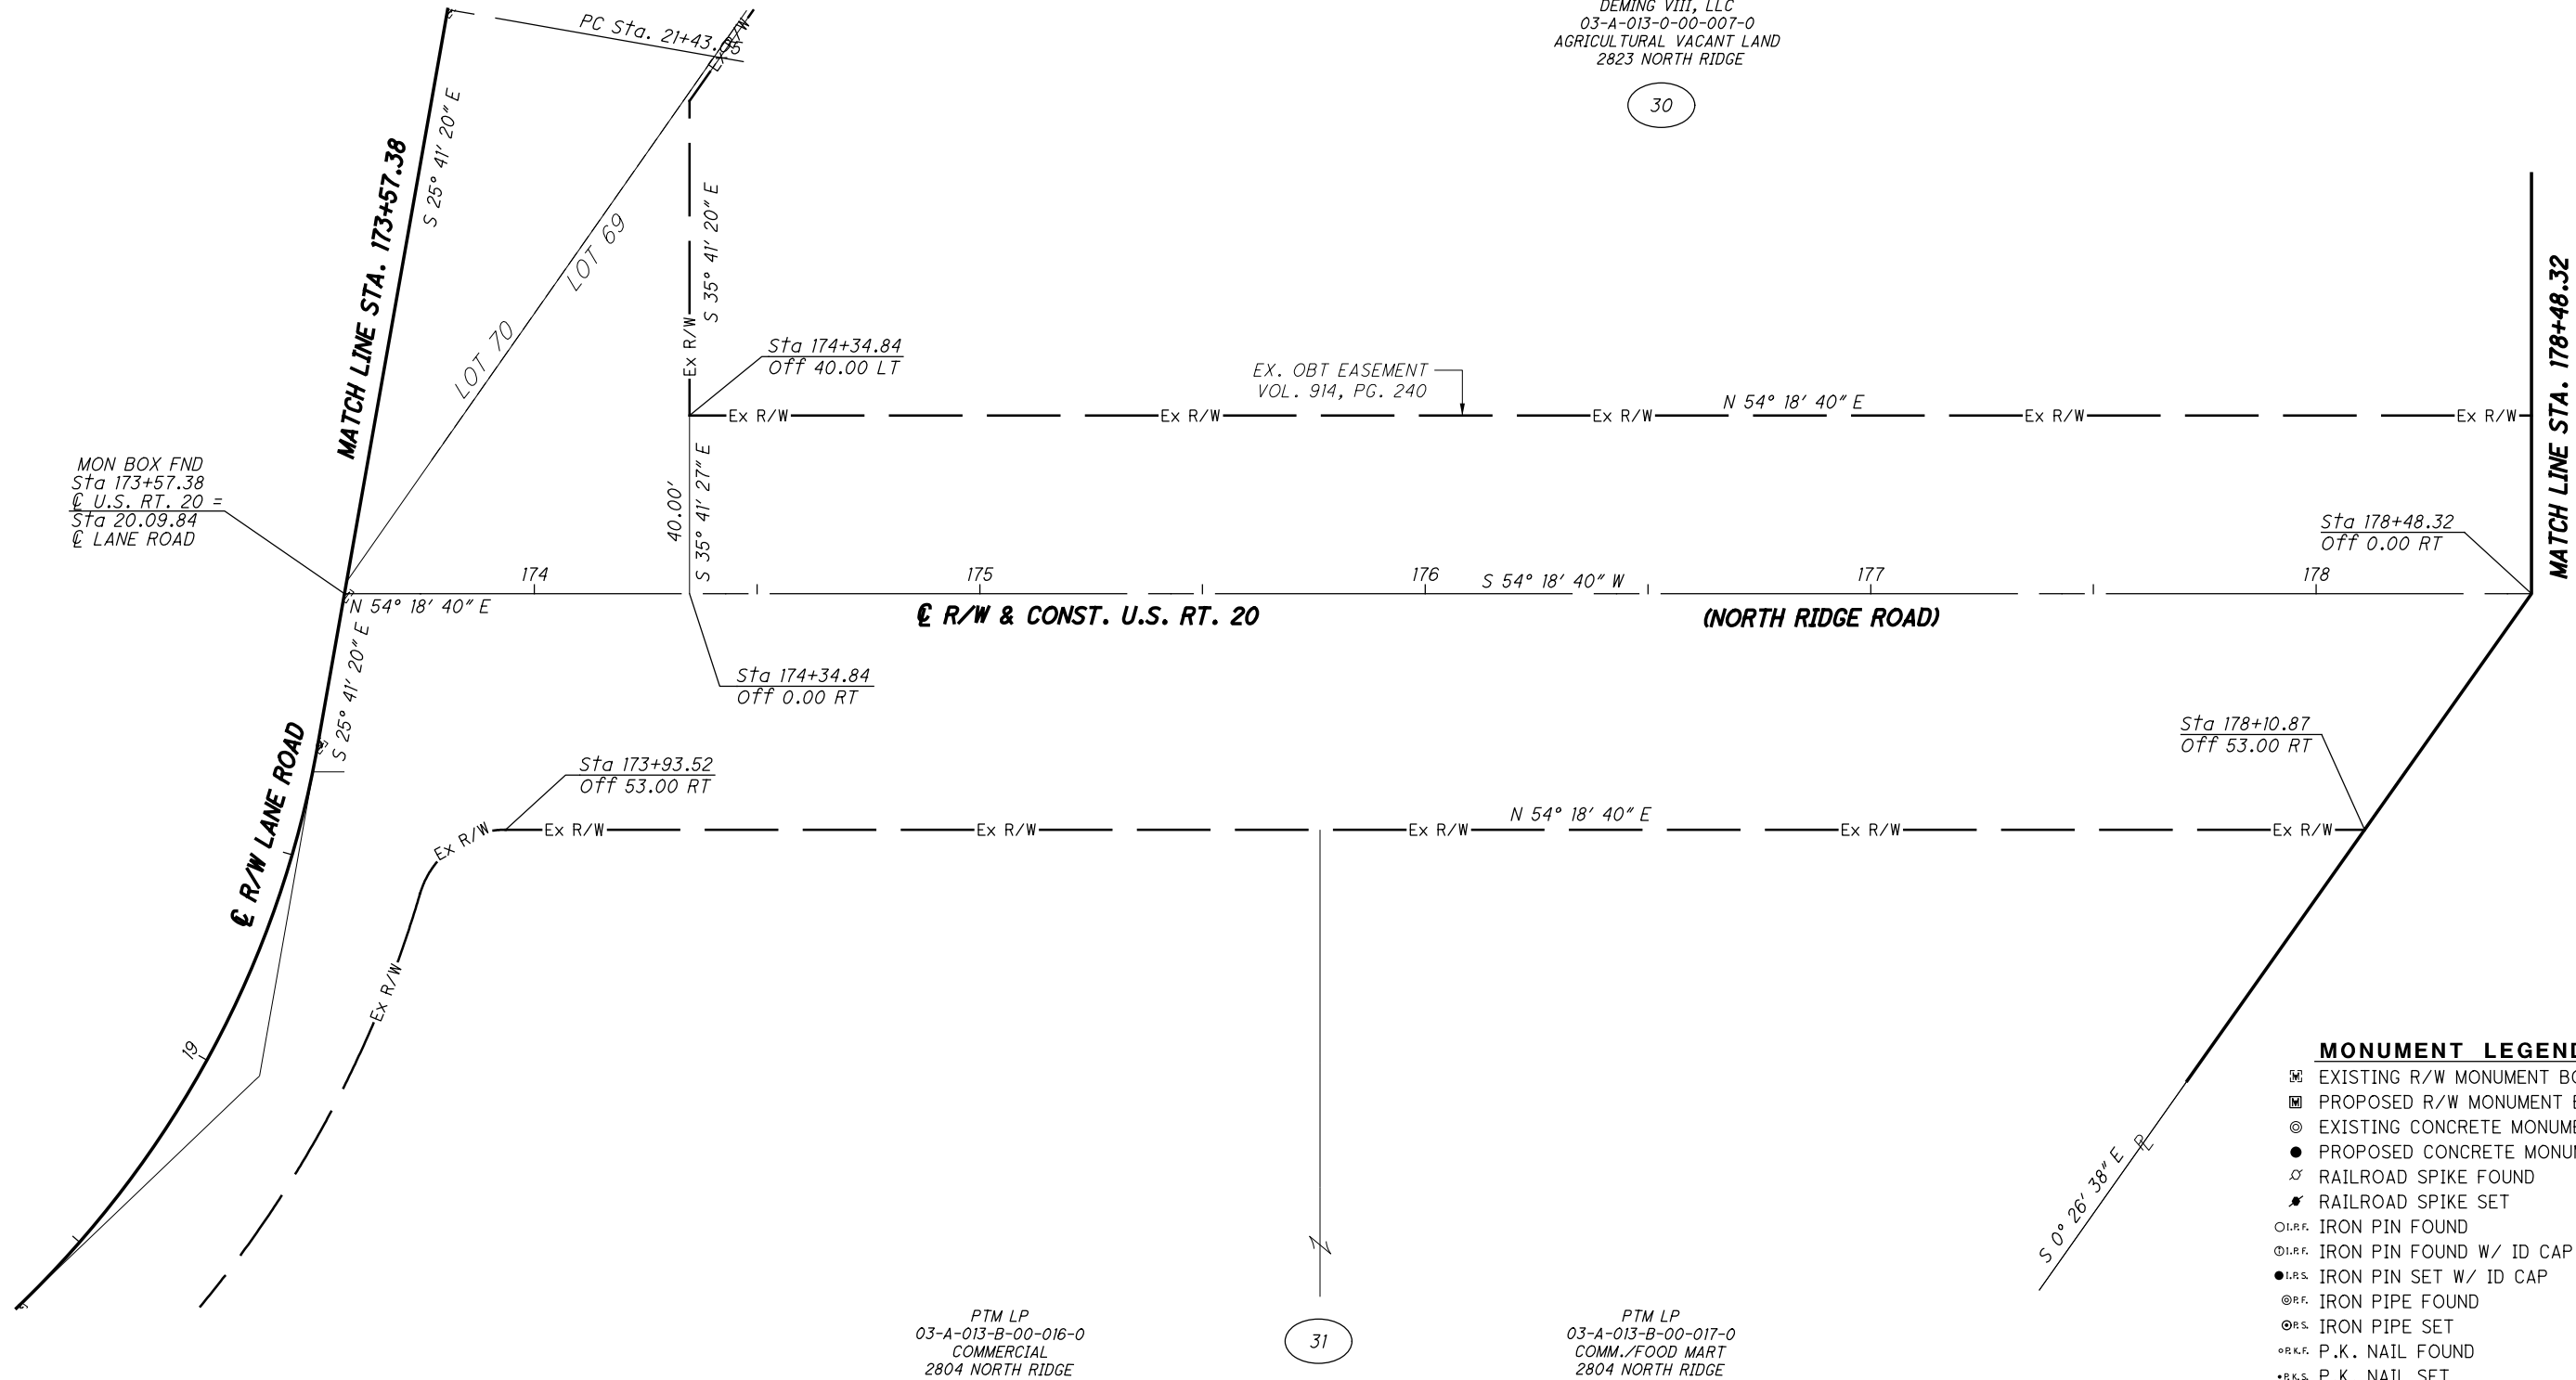 DEMING VIII, LLC
03-A-013-0-00-007-0
AGRICULTURAL VACANT LAND
2823 NORTH RIDGE
30
PC Sta. 21+43.
Ex R/W
MATCH LINE STA. 173+57.38
S 25° 41' 20" E
LOT 69
LOT 70
S 35° 41' 20" E
Ex R/W
Sta 174+34.84
Off 40.00 LT
EX. OBT EASEMENT
VOL. 914, PG. 240
N 54° 18' 40" E
Ex R/W
Ex R/W
Ex R/W
Ex R/W
Ex R/W
MATCH LINE STA. 178+48.32
MON BOX FND
Sta 173+57.38
℄ U.S. RT. 20 =
Sta 20.09.84
℄ LANE ROAD
40.00'
S 35° 41' 27" E
Sta 178+48.32
Off 0.00 RT
174
175
176
S 54° 18' 40" W
177
178
N 54° 18' 40" E
℄ R/W & CONST. U.S. RT. 20
(NORTH RIDGE ROAD)
S 25° 41' 20" E
Sta 174+34.84
Off 0.00 RT
℄ R/W LANE ROAD
Sta 173+93.52
Off 53.00 RT
Sta 178+10.87
Off 53.00 RT
N 54° 18' 40" E
Ex R/W
Ex R/W
Ex R/W
Ex R/W
Ex R/W
Ex R/W
Ex R/W
19
S 0° 26' 38" E
PL
MONUMENT LEGEND
EXISTING R/W MONUMENT BO
PROPOSED R/W MONUMENT
EXISTING CONCRETE MONUME
PROPOSED CONCRETE MONU
RAILROAD SPIKE FOUND
RAILROAD SPIKE SET
I.P.F. IRON PIN FOUND
I.P.F. IRON PIN FOUND W/ ID CAP
I.P.S. IRON PIN SET W/ ID CAP
P.F. IRON PIPE FOUND
P.S. IRON PIPE SET
P.K.F. P.K. NAIL FOUND
P.K.S. P.K. NAIL SET
PTM LP
03-A-013-B-00-016-0
COMMERCIAL
2804 NORTH RIDGE
31
PTM LP
03-A-013-B-00-017-0
COMM./FOOD MART
2804 NORTH RIDGE